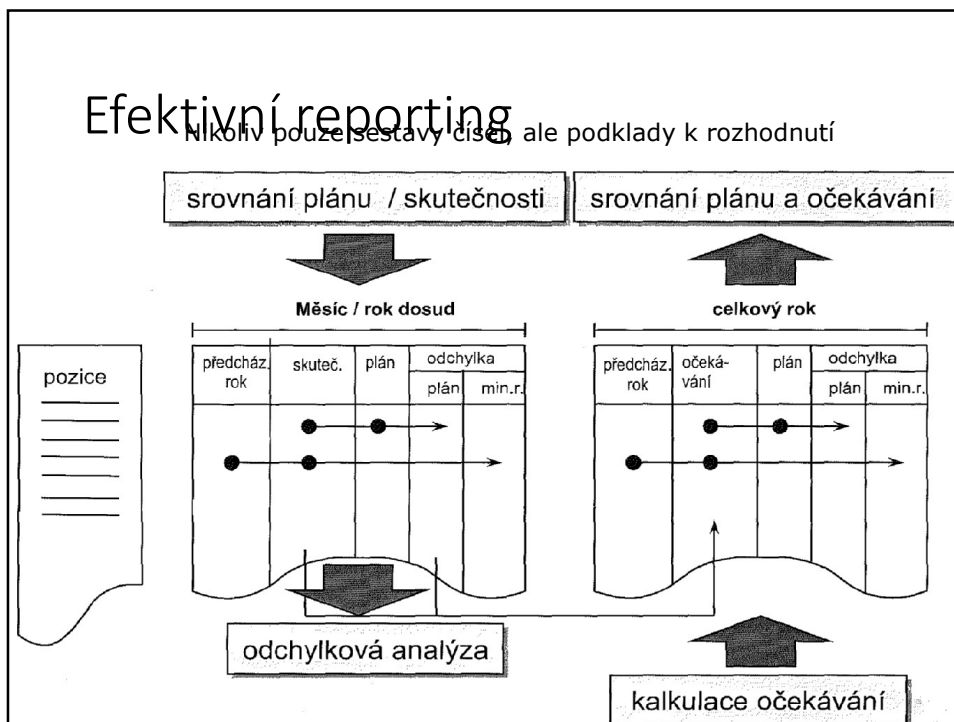 Efektivní reporting
Nikoliv pouze sestavy čísel, ale podklady k rozhodnutí
srovnání plánu / skutečnosti
srovnání plánu a očekávání
Měsíc / rok dosud
celkový rok
pozice
předcház. rok
skuteč.
plán
odchylka
plán
min.r.
předcház. rok
očeká-
vání
plán
odchylka
plán
min.r.
odchylková analýza
kalkulace očekávání